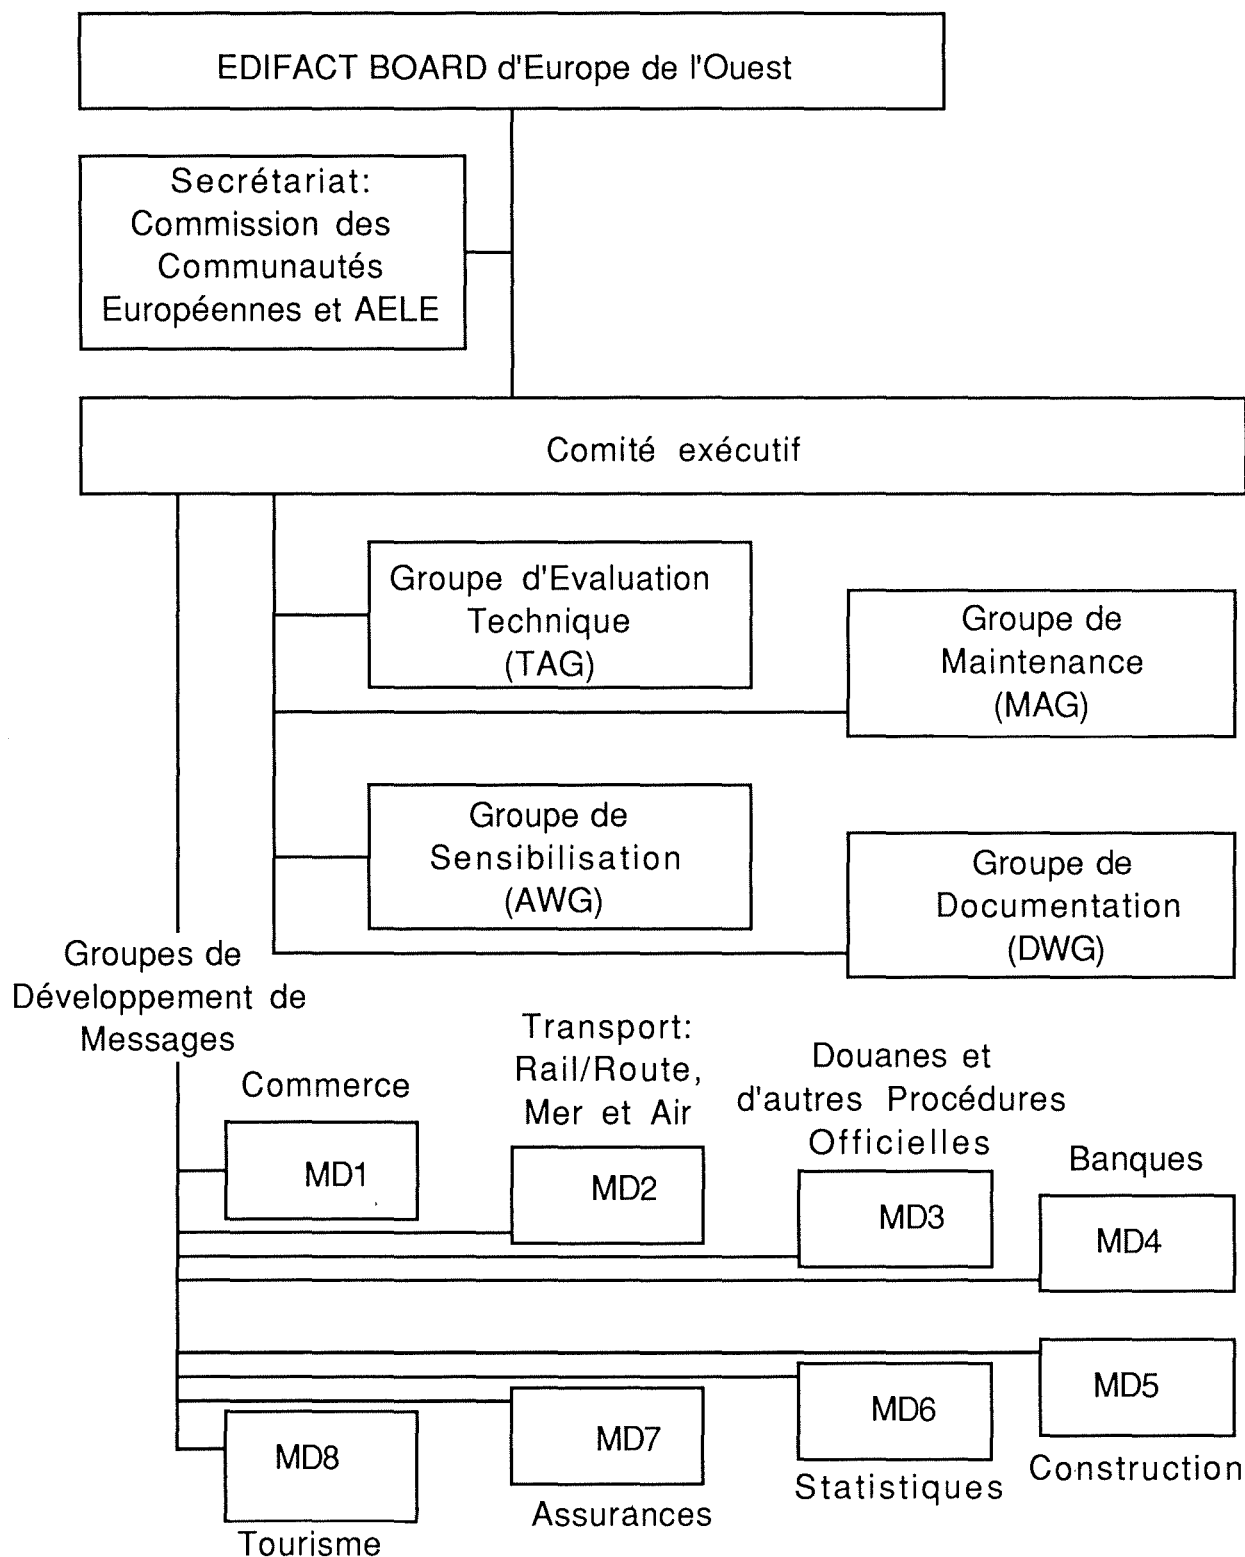 EDIFACT BOARD d'Europe de l'Ouest
Secrétariat:
Commission des
Communautés
Européennes et AELE
Comité exécutif
Groupe d'Evaluation
Technique
(TAG)
Groupe de
Maintenance
(MAG)
Groupe de
Sensibilisation
(AWG)
Groupe de
Documentation
(DWG)
Groupes de
Développement de
Messages
Commerce
MD1
Transport:
Rail/Route,
Mer et Air
MD2
Douanes et
d'autres Procédures
Officielles
MD3
Banques
MD4
MD8
Tourisme
MD7
Assurances
MD6
Statistiques
MD5
Construction